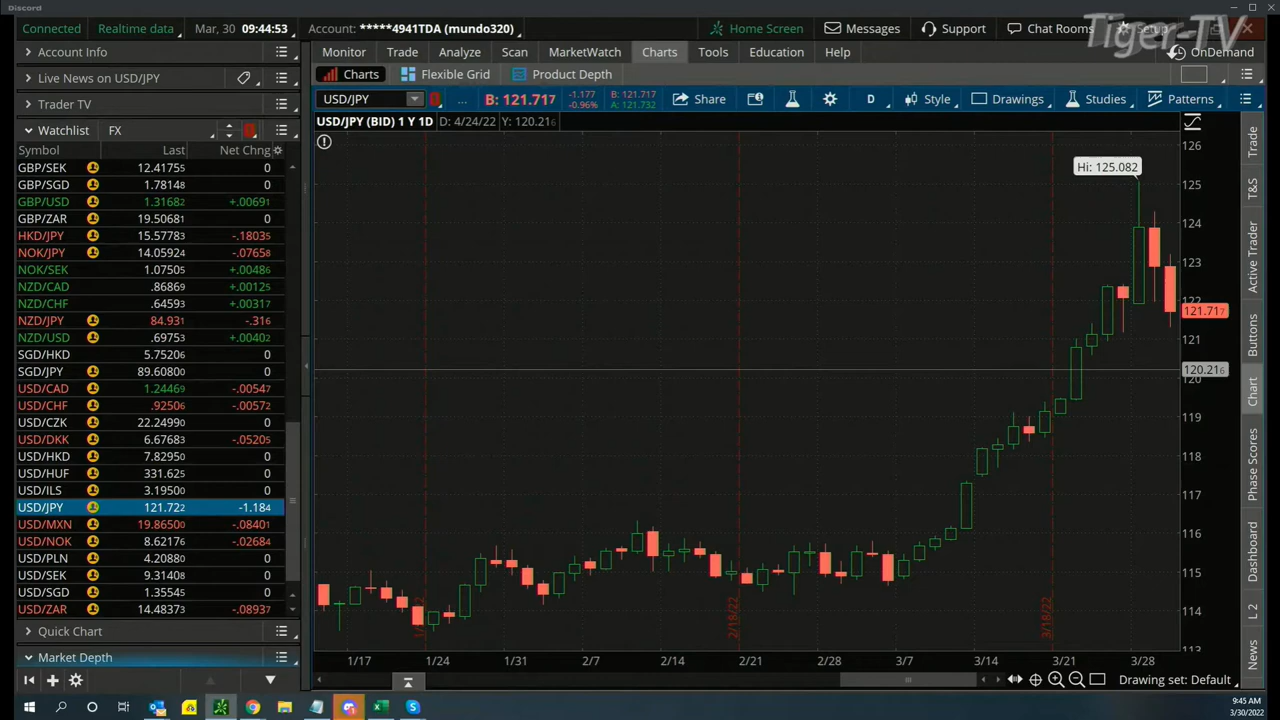 Discord
Connected Realtime data Mar, 30 09:44:53 Account: *****4941TDA (mundo320) Home Screen Messages Support Chat Rooms Setup
Tiger-TV
Account Info
Monitor Trade Analyze Scan MarketWatch Charts Tools Education Help OnDemand
Live News on USD/JPY
Charts Flexible Grid Product Depth
Trader TV
USD/JPY ... B: 121.717 -1.177 -0.96% B: 121.717 A: 121.732 Share D Style Drawings Studies Patterns
Watchlist FX
USD/JPY (BID) 1 Y 1D D: 4/24/22 Y: 120.216
Symbol Last Net Chng
GBP/SEK 12.41755 0
GBP/SGD 1.78148 0
GBP/USD 1.31682 +.00691
GBP/ZAR 19.50681 0
HKD/JPY 15.57783 -.18035
NOK/JPY 14.05924 -.07658
NOK/SEK 1.07505 +.00486
NZD/CAD .86869 +.00125
NZD/CHF .64593 +.00317
NZD/JPY 84.931 -.316
NZD/USD .69753 +.00402
SGD/HKD 5.75206 0
SGD/JPY 89.6080 0
USD/CAD 1.24469 -.00547
USD/CHF .92506 -.00572
USD/CZK 22.24990 0
USD/DKK 6.67683 -.05205
USD/HKD 7.82950 0
USD/HUF 331.625 0
USD/ILS 3.19500 0
USD/JPY 121.722 -1.184
USD/MXN 19.86500 -.08401
USD/NOK 8.62176 -.02684
USD/PLN 4.20880 0
USD/SEK 9.31408 0
USD/SGD 1.35545 0
USD/ZAR 14.48373 -.08937
Quick Chart
Market Depth
Hi: 125.082
126
125
124
123
122
121.717
121
120.216
120
119
118
117
116
115
114
113
2/18/22
3/18/22
1/17 1/24 1/31 2/7 2/14 2/21 2/28 3/7 3/14 3/21 3/28
Drawing set: Default
Trade
T&S
Active Trader
Buttons
Chart
Phase Scores
Dashboard
L 2
News
9:45 AM
3/30/2022